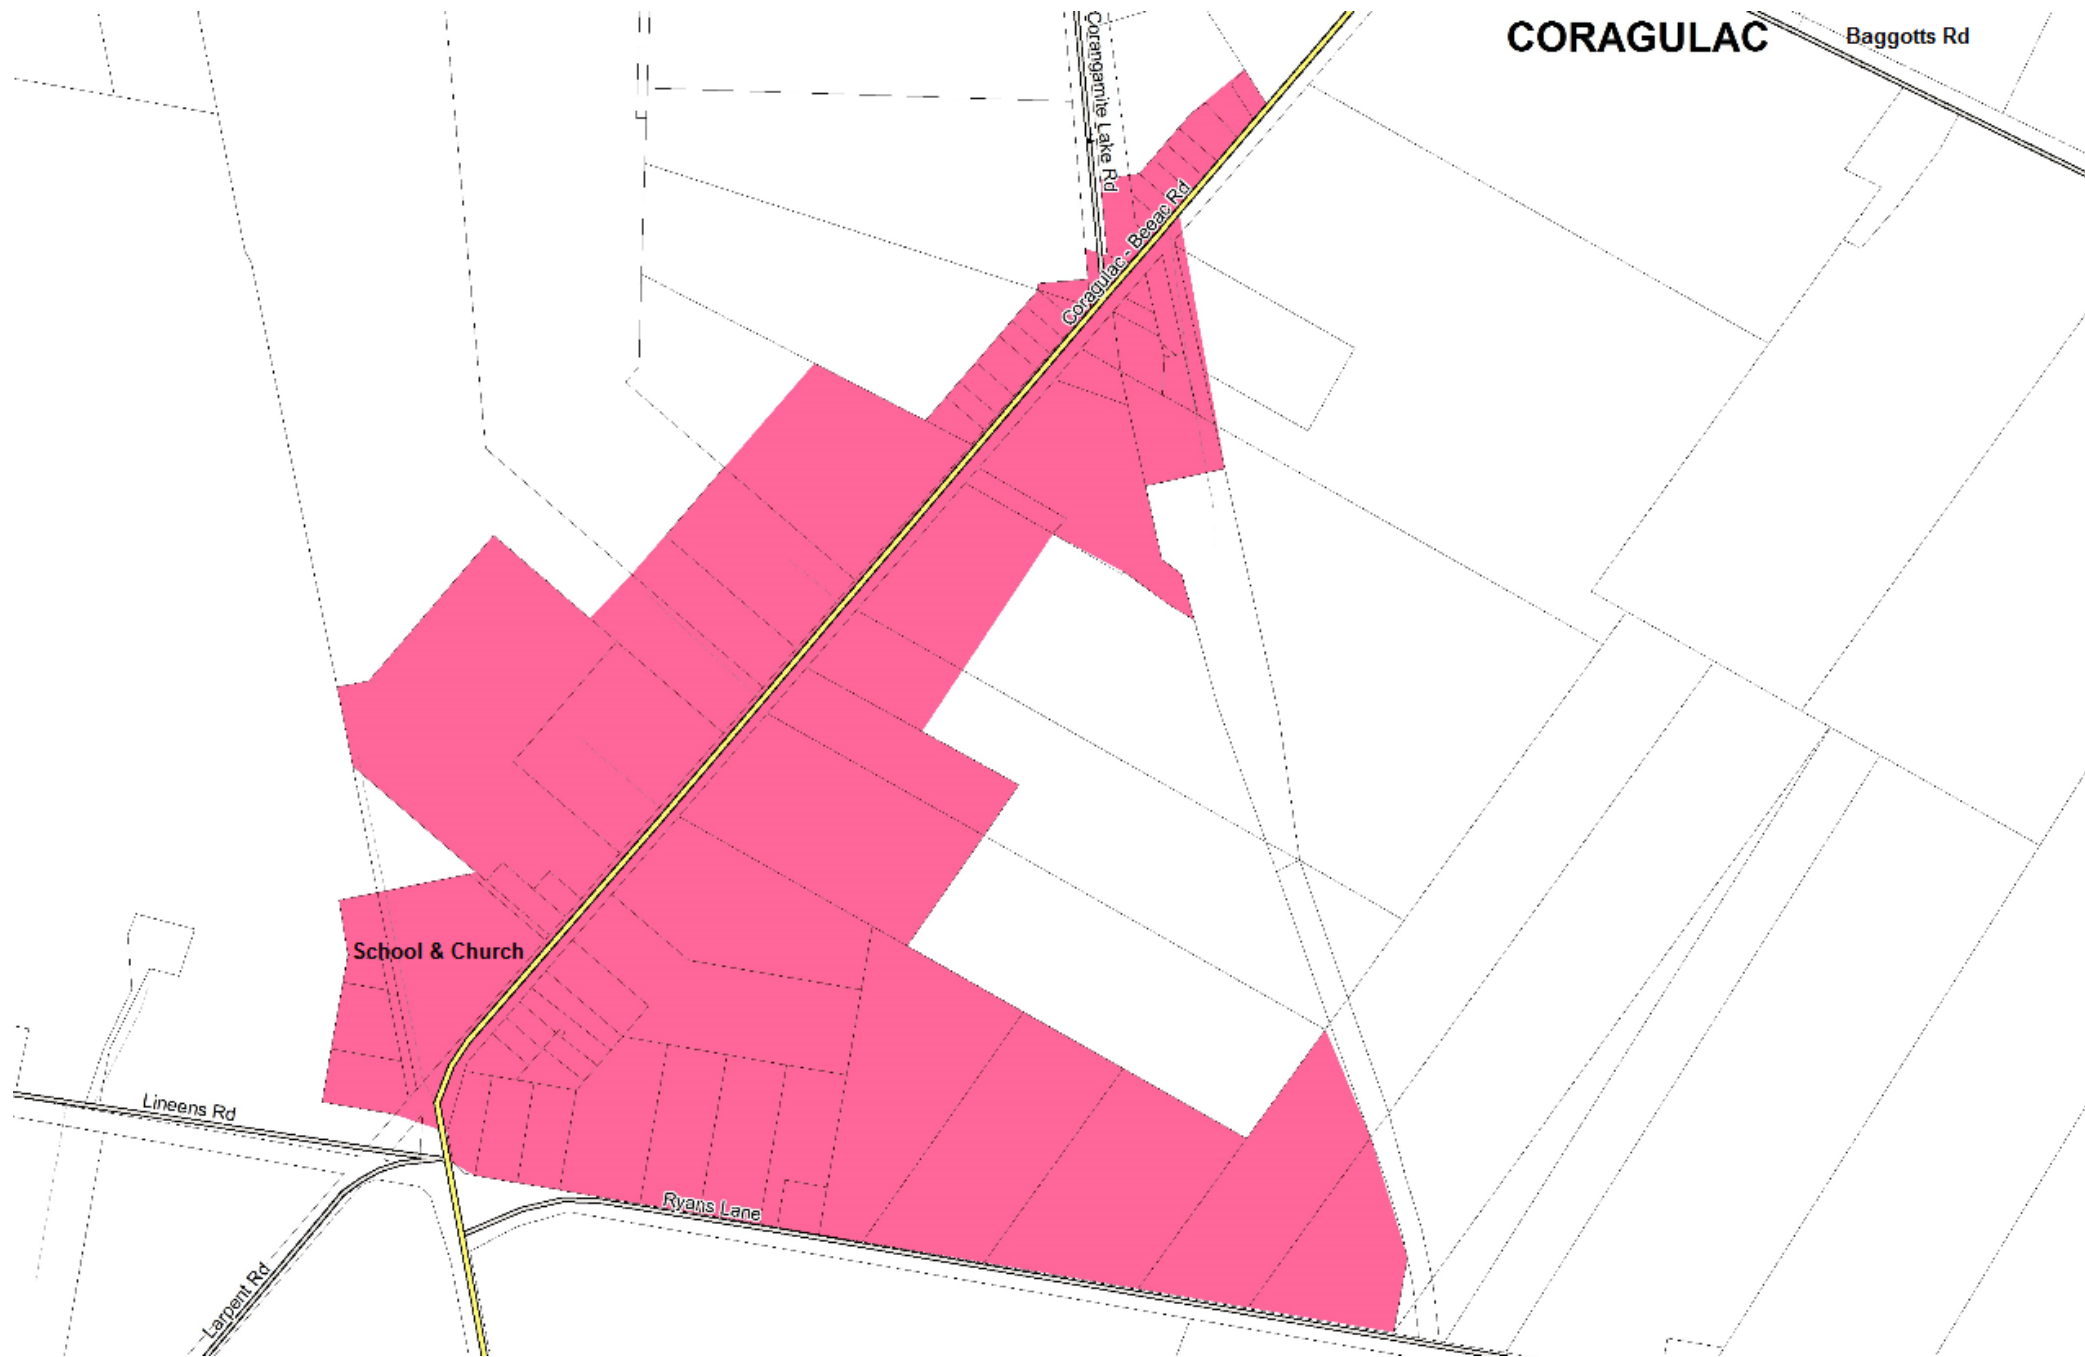 CORAGULAC
Baggotts Rd
Corangamite Lake Rd
Coragulac - Beeac Rd
School & Church
Lineens Rd
Ryans Lane
Larpent Rd